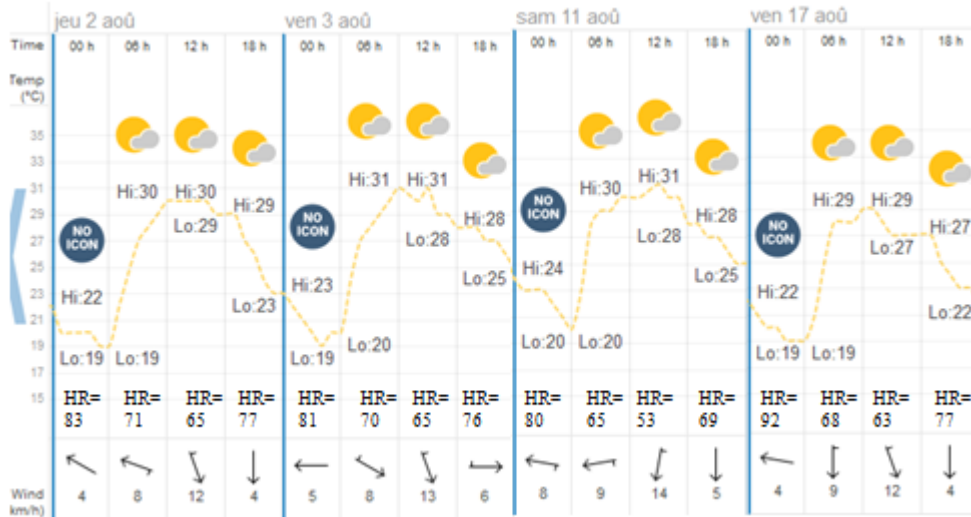 jeu 2 aoû ven 3 aoû sam 11 aoû ven 17 aoû
Time 00 h 06 h 12 h 18 h 00 h 06 h 12 h 18 h 00 h 06 h 12 h 18 h 00 h 06 h 12 h 18 h
Temp
(°C)
35
33
31 Hi:30 Hi:30 Hi:29 Hi:31 Hi:31 Hi:28 Hi:30 Hi:31 Hi:28 Hi:29 Hi:29 Hi:27
29 NO ICON Lo:29 NO ICON Lo:28 NO ICON Lo:28 NO ICON Lo:27
27
25 Lo:25 Lo:25
23 Hi:22 Lo:23 Hi:23 Hi:24 Hi:22 Lo:22
21
19 Lo:19 Lo:19 Lo:19 Lo:20 Lo:20 Lo:20 Lo:19 Lo:19
17
15 HR= HR= HR= HR= HR= HR= HR= HR= HR= HR= HR= HR= HR= HR= HR= HR=
83 71 65 77 81 70 65 76 80 65 53 69 92 68 63 77
Wind 4 8 12 4 5 8 13 6 8 9 14 5 4 9 12 4
km/h)